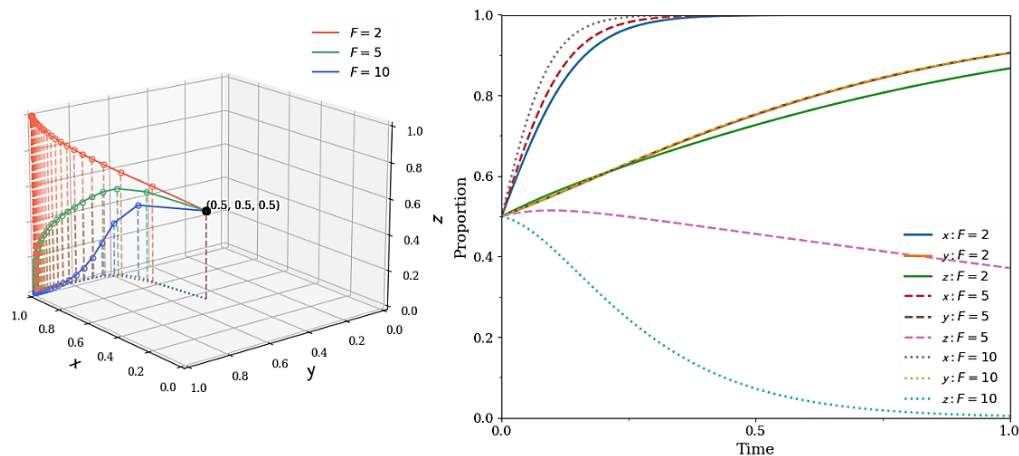 F = 2
F = 5
F = 10
(0.5, 0.5, 0.5)
1.0
0.8
0.6
0.4
0.2
0.0
z
1.0
0.8
0.6
0.4
0.2
0.0
x
1.0
0.8
0.6
0.4
0.2
0.0
y
1.0
0.8
0.6
0.4
0.2
0.0
Proportion
x: F = 2
y: F = 2
z: F = 2
x: F = 5
y: F = 5
z: F = 5
x: F = 10
y: F = 10
z: F = 10
0.0
0.5
1.0
Time